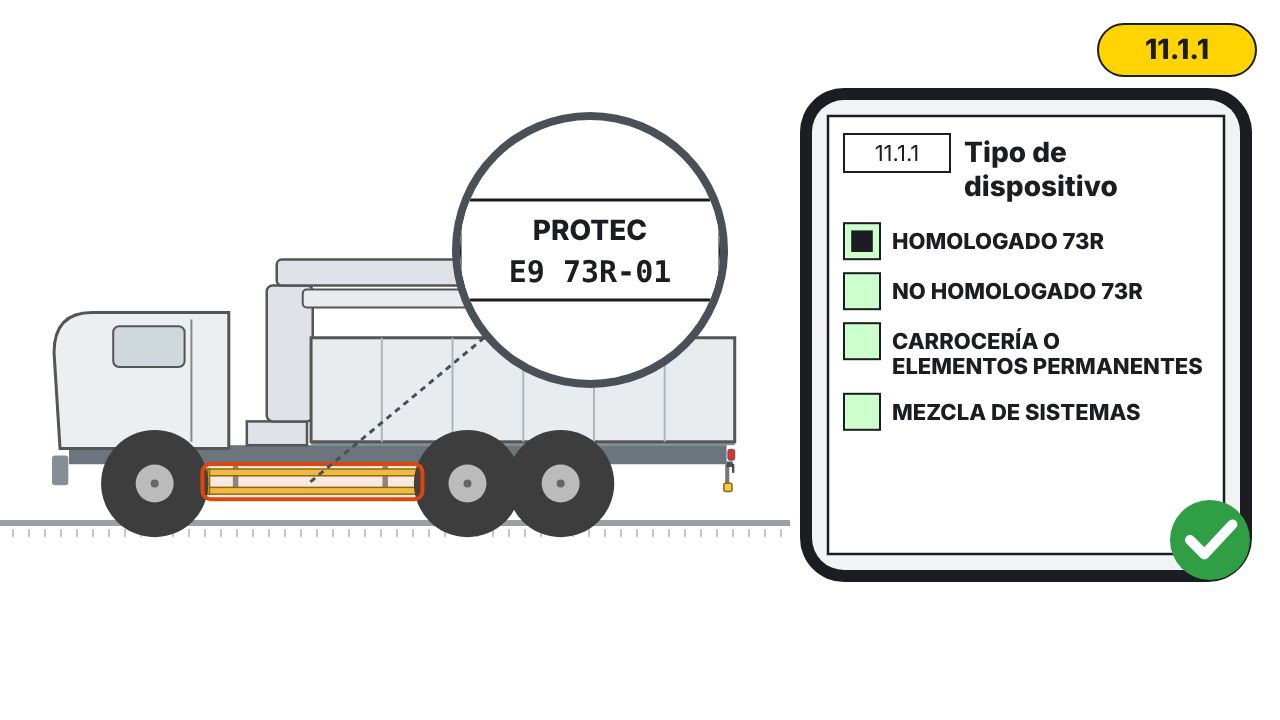 11.1.1
PROTEC
E9 73R-01
11.1.1
Tipo de
dispositivo
HOMOLOGADO 73R
NO HOMOLOGADO 73R
CARROCERÍA O
ELEMENTOS PERMANENTES
MEZCLA DE SISTEMAS